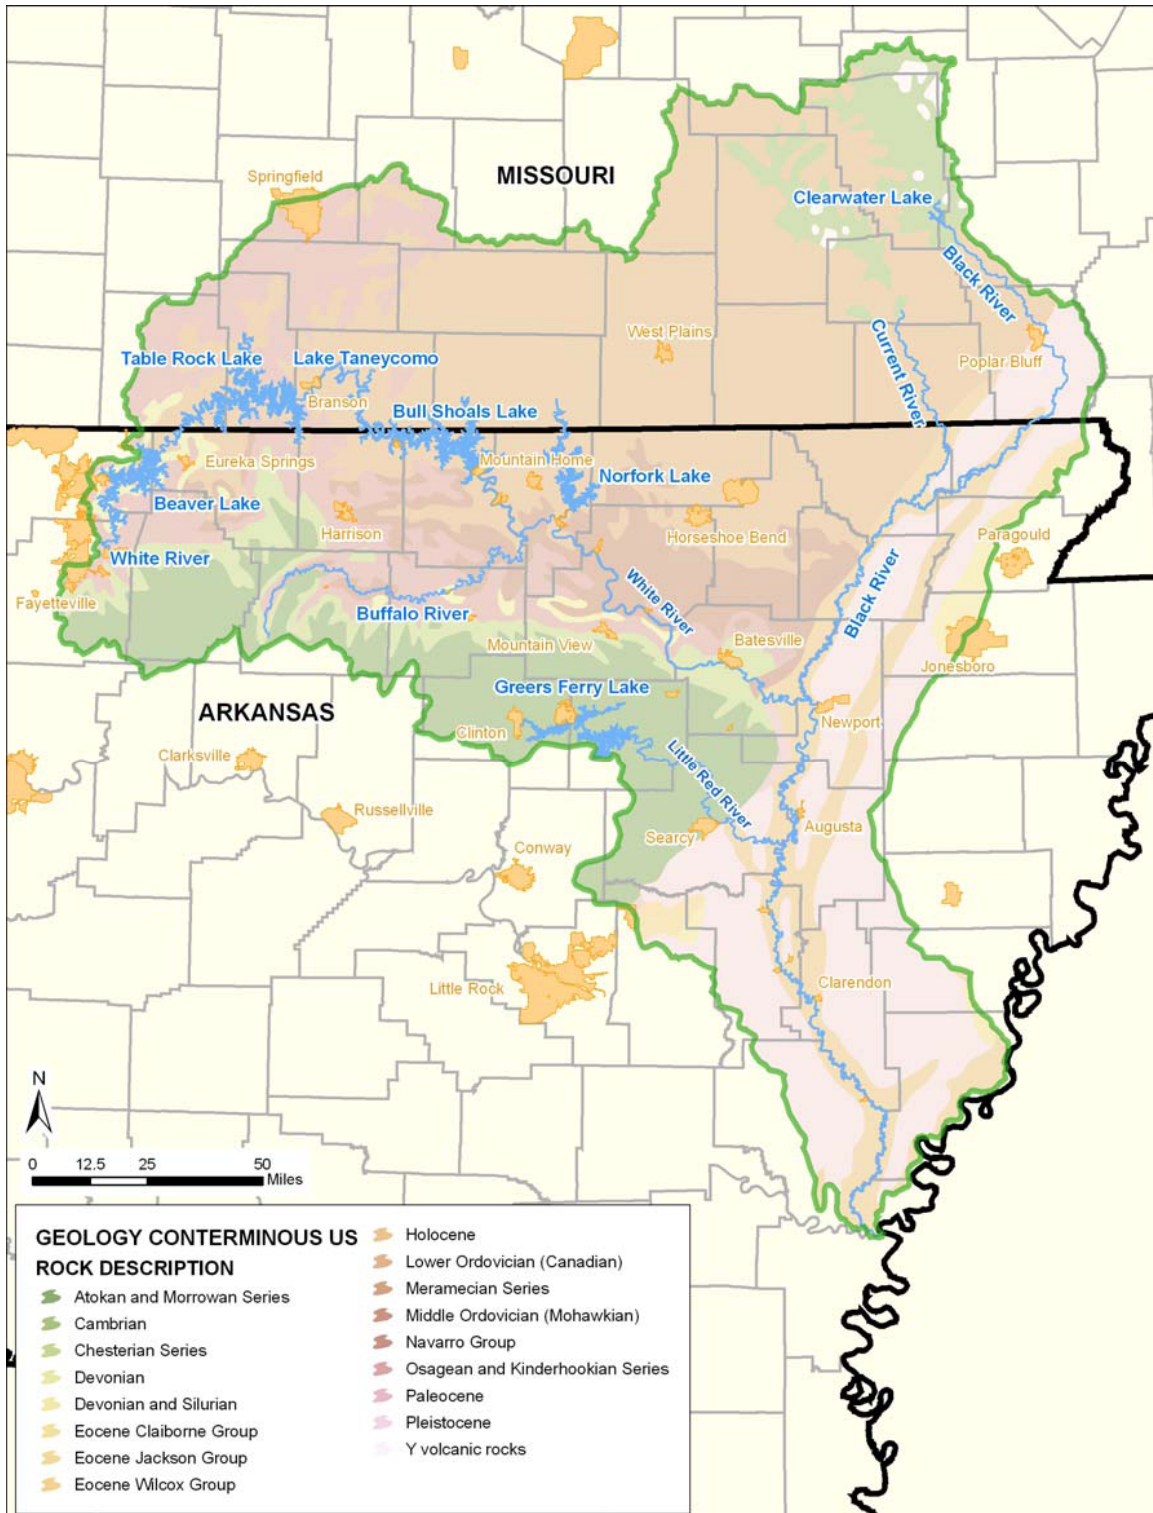 MISSOURI
Springfield
Clearwater Lake
Black River
Current River
West Plains
Poplar Bluff
Table Rock Lake
Lake Taneycomo
Branson
Bull Shoals Lake
Eureka Springs
Mountain Home
Norfork Lake
Beaver Lake
Harrison
Horseshoe Bend
Paragould
White River
Fayetteville
Buffalo River
White River
Black River
Mountain View
Batesville
Jonesboro
Greers Ferry Lake
ARKANSAS
Clinton
Newport
Clarksville
Little Red River
Russellville
Searcy
Augusta
Conway
Little Rock
Clarendon
N
0 12.5 25 50
Miles
GEOLOGY CONTERMINOUS US
ROCK DESCRIPTION
Atokan and Morrowan Series
Cambrian
Chesterian Series
Devonian
Devonian and Silurian
Eocene Claiborne Group
Eocene Jackson Group
Eocene Wilcox Group
Holocene
Lower Ordovician (Canadian)
Meramecian Series
Middle Ordovician (Mohawkian)
Navarro Group
Osagean and Kinderhookian Series
Paleocene
Pleistocene
Y volcanic rocks